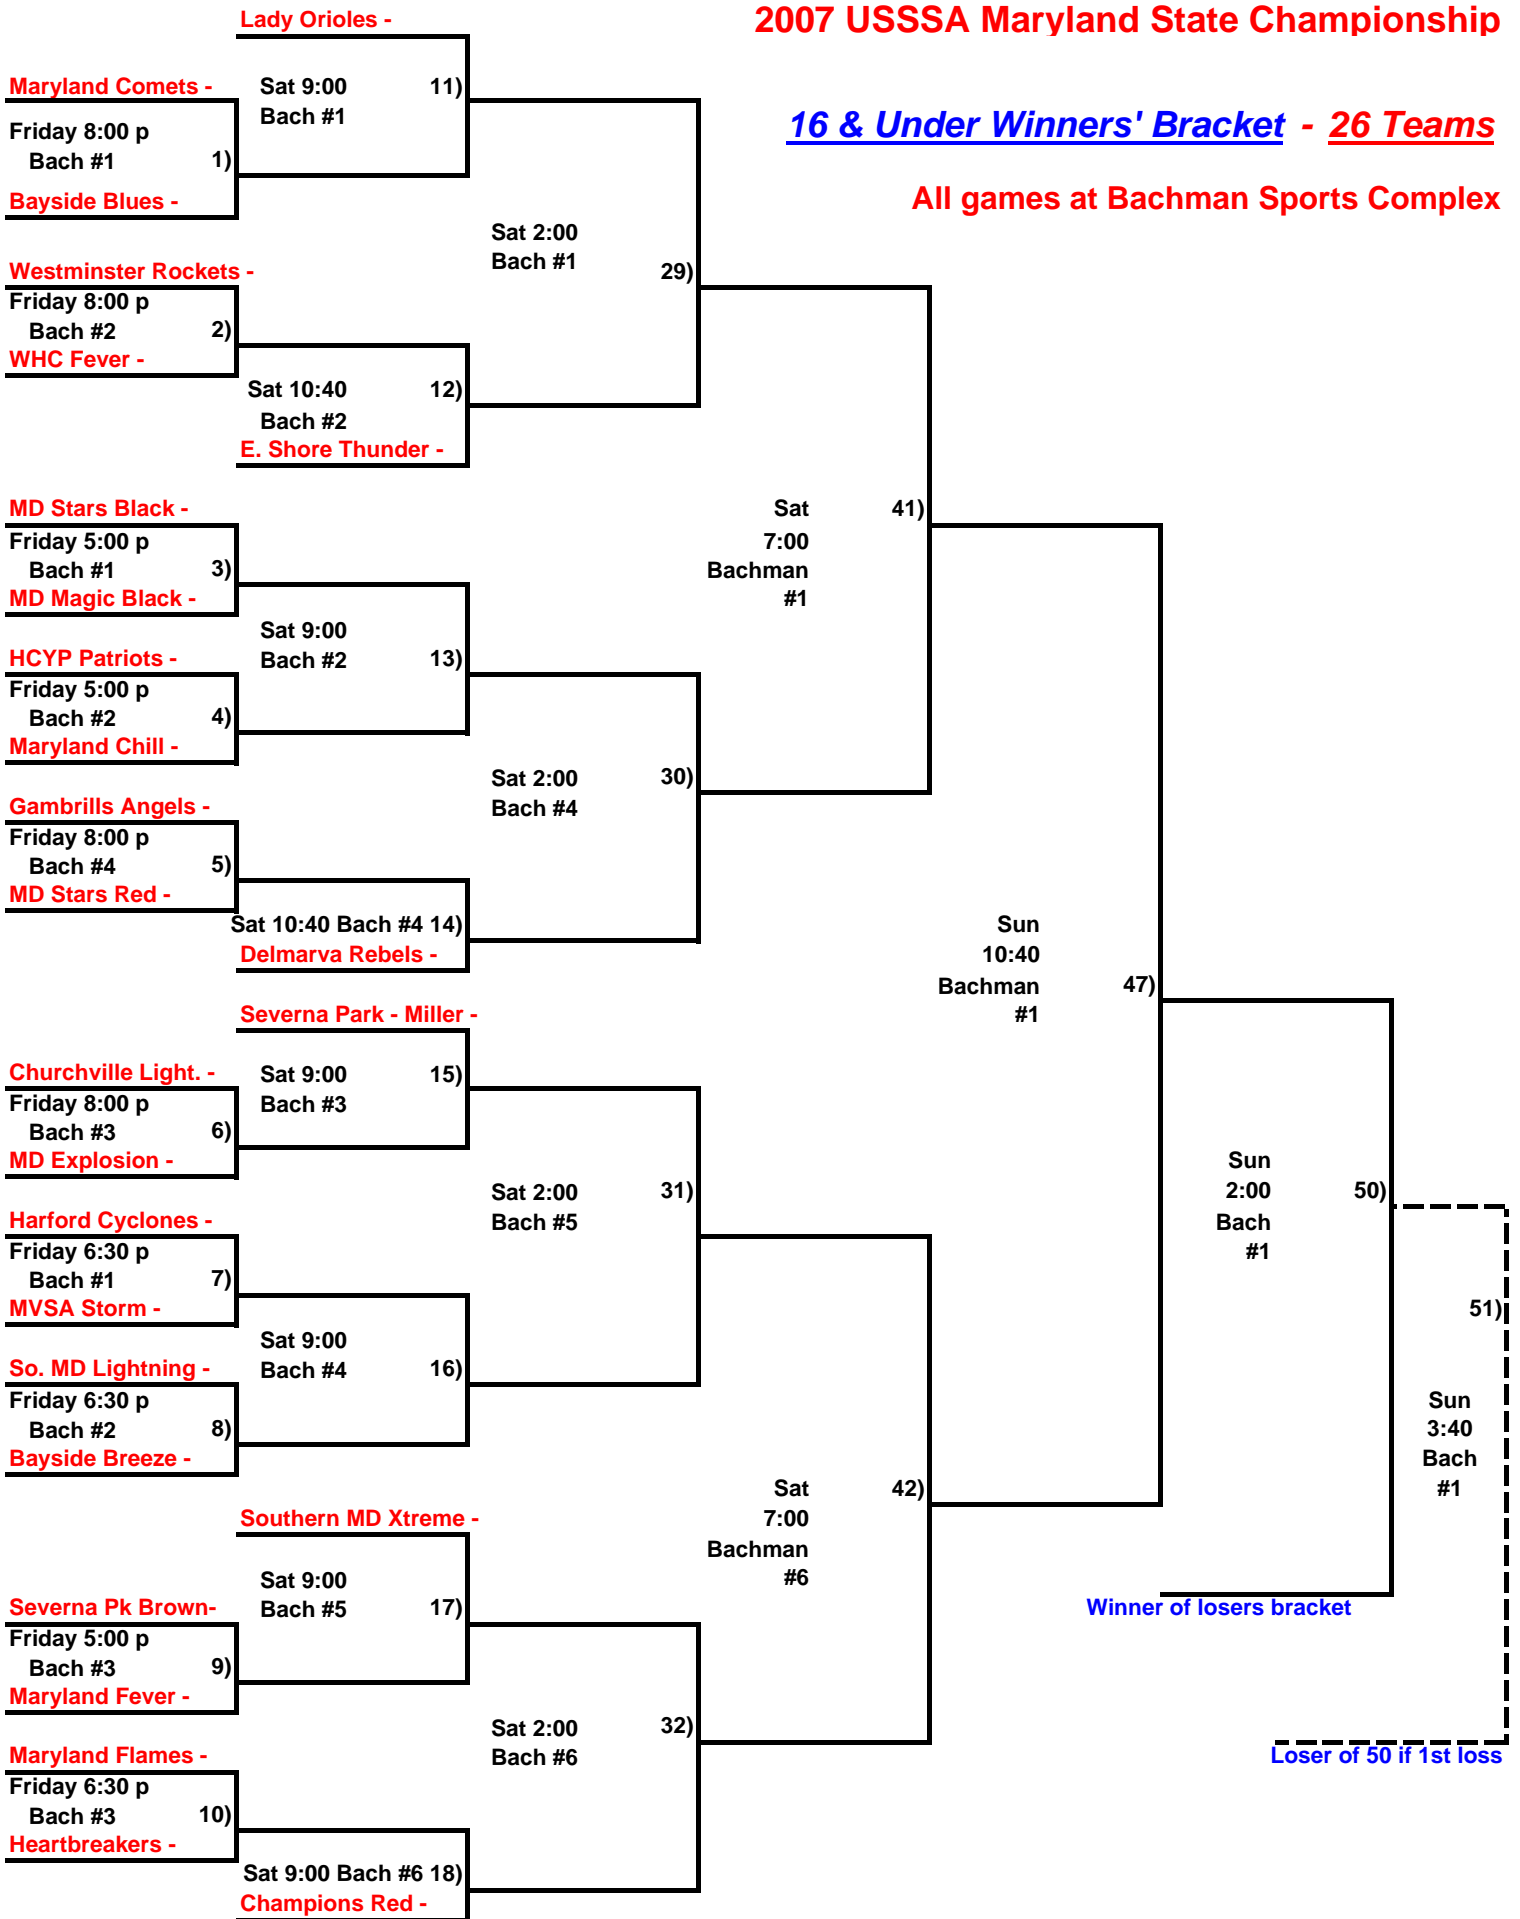 2007 USSSA Maryland State Championship
16 & Under Winners' Bracket - 26 Teams
All games at Bachman Sports Complex
Lady Orioles -
Maryland Comets -
Sat 9:00 11)
Bach #1
Friday 8:00 p
Bach #1 1)
Bayside Blues -
Sat 2:00
Bach #1 29)
Westminster Rockets -
Friday 8:00 p
Bach #2 2)
WHC Fever -
Sat 10:40 12)
Bach #2
E. Shore Thunder -
MD Stars Black -
Friday 5:00 p
Bach #1 3)
MD Magic Black -
Sat 41)
7:00
Bachman
#1
Sat 9:00
Bach #2 13)
HCYP Patriots -
Friday 5:00 p
Bach #2 4)
Maryland Chill -
Sat 2:00 30)
Bach #4
Gambrills Angels -
Friday 8:00 p
Bach #4 5)
MD Stars Red -
Sat 10:40 Bach #4 14)
Delmarva Rebels -
Sun
10:40
Bachman 47)
#1
Severna Park - Miller -
Churchville Light. -
Sat 9:00 15)
Bach #3
Friday 8:00 p
Bach #3 6)
MD Explosion -
Sat 2:00 31)
Bach #5
Sun
2:00 50)
Bach
#1
Harford Cyclones -
Friday 6:30 p
Bach #1 7)
MVSA Storm -
51)
Sat 9:00
Bach #4 16)
So. MD Lightning -
Friday 6:30 p
Bach #2 8)
Bayside Breeze -
Sun
3:40
Bach
#1
Sat 42)
7:00
Bachman
#6
Southern MD Xtreme -
Sat 9:00
Bach #5 17)
Severna Pk Brown-
Friday 5:00 p
Bach #3 9)
Maryland Fever -
Winner of losers bracket
Sat 2:00 32)
Bach #6
Maryland Flames -
Loser of 50 if 1st loss
Friday 6:30 p
Bach #3 10)
Heartbreakers -
Sat 9:00 Bach #6 18)
Champions Red -